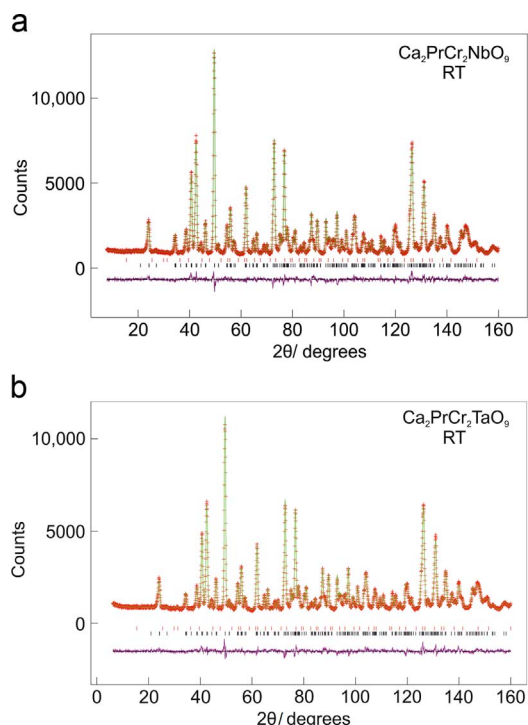 a
Ca₂PrCr₂NbO₉
RT
10,000
5000
0
Counts
20 40 60 80 100 120 140 160
2θ/ degrees
b
Ca₂PrCr₂TaO₉
RT
10,000
5000
0
Counts
0 20 40 60 80 100 120 140 160
2θ/ degrees